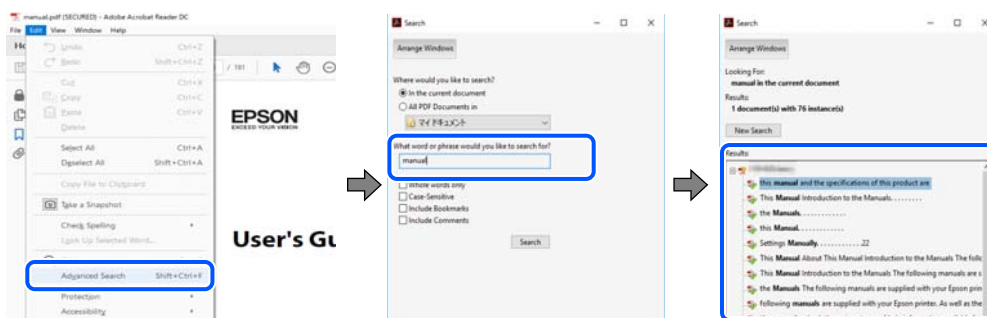 manual.pdf (SECURED) - Adobe Acrobat Reader DC
File Edit View Window Help
Undo Ctrl+Z
Redo Shift+Ctrl+Z
Cut Ctrl+X
Copy Ctrl+C
Paste Ctrl+V
Delete
Select All Ctrl+A
Deselect All Shift+Ctrl+A
Copy File to Clipboard
Take a Snapshot
Check Spelling
Look Up Selected Word...
Advanced Search Shift+Ctrl+F
Protection
Accessibility
/ 181
EPSON
EXCEED YOUR VISION
User's Gu
Search
Arrange Windows
Where would you like to search?
In the current document
All PDF Documents in
マイ ドキュメント
What word or phrase would you like to search for?
manual
Whole words only
Case-Sensitive
Include Bookmarks
Include Comments
Search
Search
Arrange Windows
Looking For:
manual in the current document
Results:
1 document(s) with 76 instance(s)
New Search
Results:
this manual and the specifications of this product are
This Manual Introduction to the Manuals. . . . . . . . .
the Manuals. . . . . . . . . . . .
this Manual. . . . . . . . . . . .
Settings Manually. . . . . . . . . . . . 22
This Manual About This Manual Introduction to the Manuals The follo
This Manual Introduction to the Manuals The following manuals are s
the Manuals The following manuals are supplied with your Epson prin
following manuals are supplied with your Epson printer. As well as the